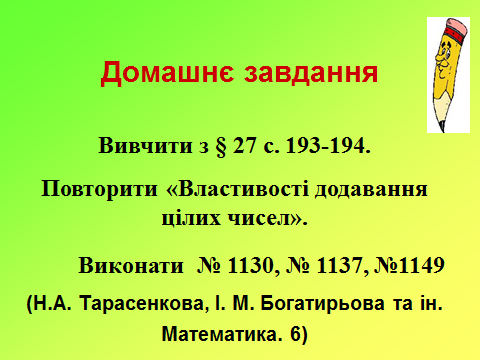 Домашнє завдання
Вивчити з § 27 с. 193-194.
Повторити «Властивості додавання
цілих чисел».
Виконати № 1130, № 1137, №1149
(Н.А. Тарасенкова, І. М. Богатирьова та ін.
Математика. 6)